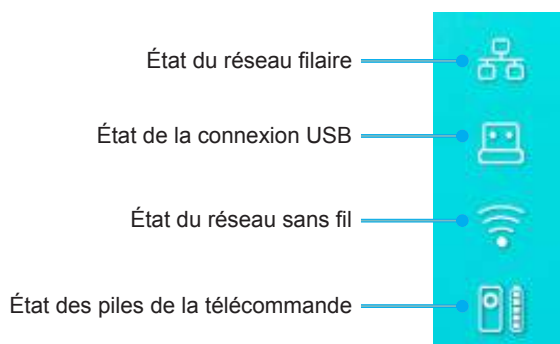 État du réseau filaire
État de la connexion USB
État du réseau sans fil
État des piles de la télécommande